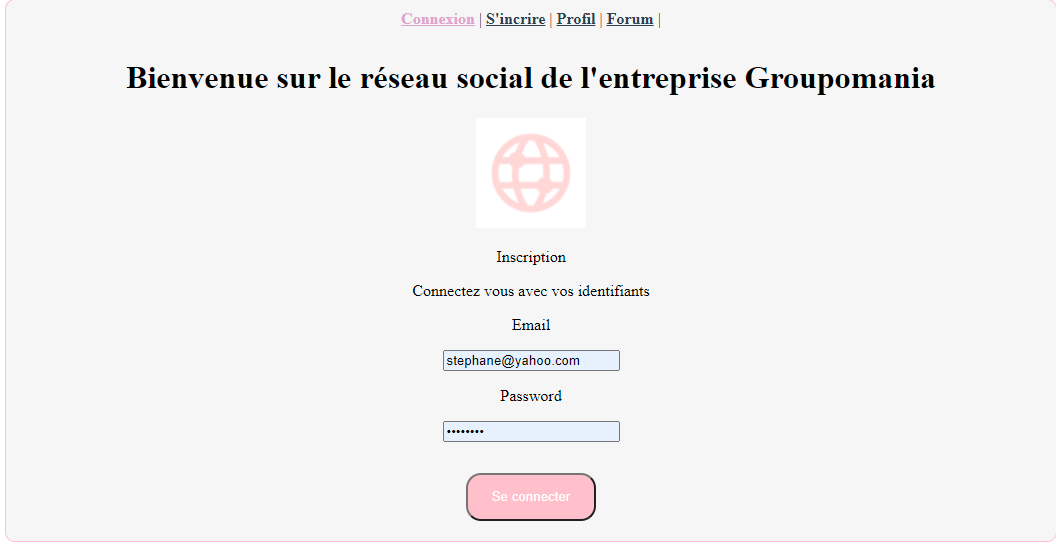 Connexion | S'incrire | Profil | Forum |
Bienvenue sur le réseau social de l'entreprise Groupomania
Inscription
Connectez vous avec vos identifiants
Email
stephane@yahoo.com
Password
••••••••
Se connecter